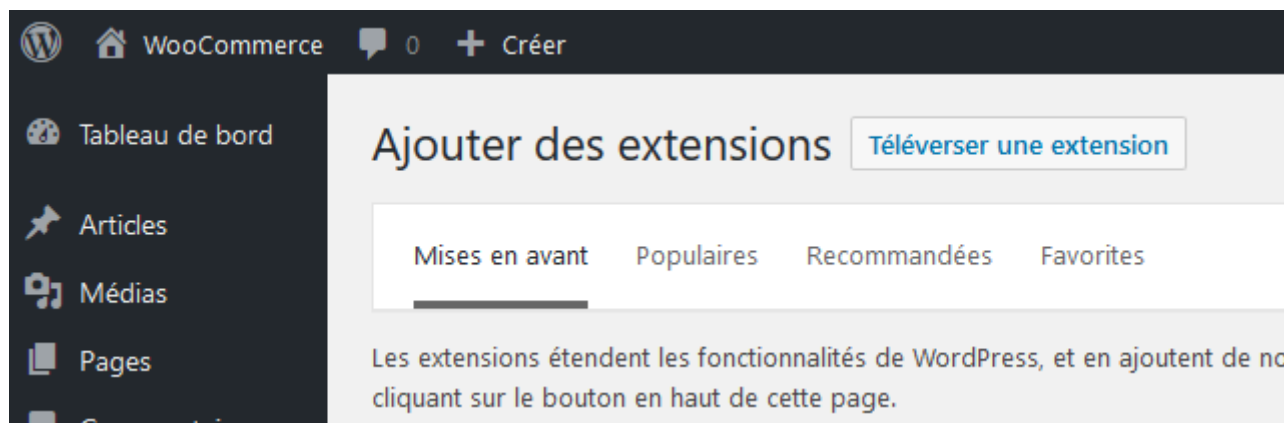 WooCommerce 0 Créer
Tableau de bord
Ajouter des extensions Téléverser une extension
Articles
Mises en avant Populaires Recommandées Favorites
Médias
Pages
Les extensions étendent les fonctionnalités de WordPress, et en ajoutent de
cliquant sur le bouton en haut de cette page.